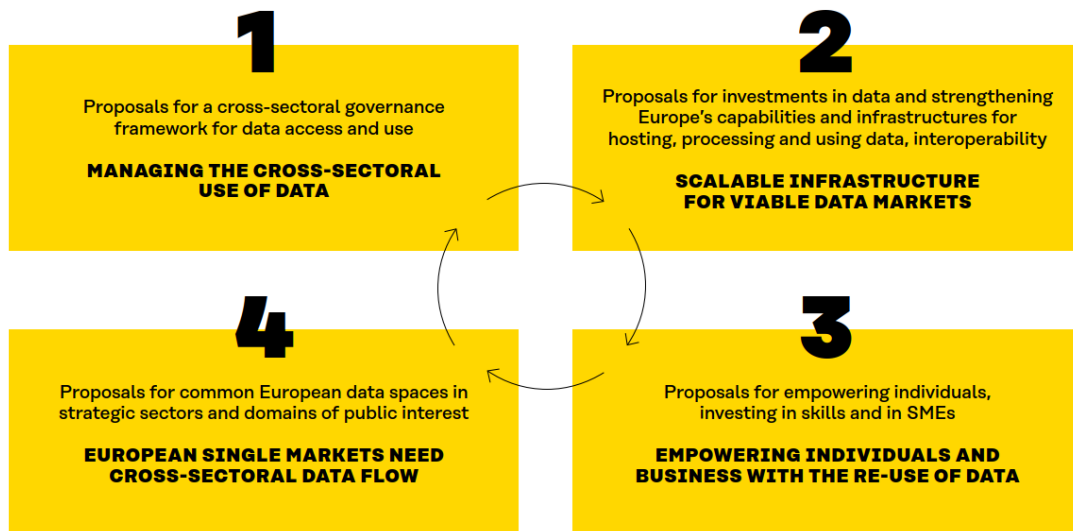 1
Proposals for a cross-sectoral governance
framework for data access and use
MANAGING THE CROSS-SECTORAL
USE OF DATA
2
Proposals for investments in data and strengthening
Europe's capabilities and infrastructures for
hosting, processing and using data, interoperability
SCALABLE INFRASTRUCTURE
FOR VIABLE DATA MARKETS
3
Proposals for empowering individuals,
investing in skills and in SMEs
EMPOWERING INDIVIDUALS AND
BUSINESS WITH THE RE-USE OF DATA
4
Proposals for common European data spaces in
strategic sectors and domains of public interest
EUROPEAN SINGLE MARKETS NEED
CROSS-SECTORAL DATA FLOW